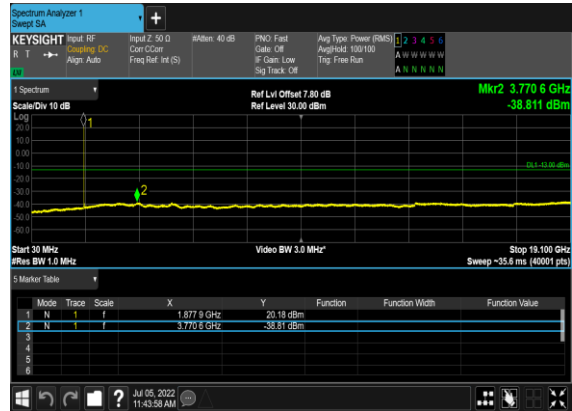 Spectrum Analyzer 1
Swept SA
KEYSIGHT
R T
LW
Input: RF
Coupling: DC
Align: Auto
Input Z: 50 Ω
Corr CCorr
Freq Ref: Int (S)
#Atten: 40 dB
PNO: Fast
Gate: Off
IF Gain: Low
Sig Track: Off
Avg Type: Power (RMS)
Avg|Hold: 100/100
Trig: Free Run
1 2 3 4 5 6
A W W W W W
A N N N N N
1 Spectrum
Scale/Div 10 dB
Log
Ref Lvl Offset 7.80 dB
Ref Level 30.00 dBm
Mkr2 3.770 6 GHz
-38.811 dBm
20.0
10.0
0.00
-10.0
-20.0
-30.0
-40.0
-50.0
-60.0
1
2
DL1 -13.00 dBm
Start 30 MHz
#Res BW 1.0 MHz
Video BW 3.0 MHz*
Stop 19.100 GHz
Sweep ~35.6 ms (40001 pts)
5 Marker Table
Mode Trace Scale X Y Function Function Width Function Value
1 N 1 f 1.877 9 GHz 20.18 dBm
2 N 1 f 3.770 6 GHz -38.81 dBm
3
4
5
6
?
Jul 05, 2022
11:43:58 AM